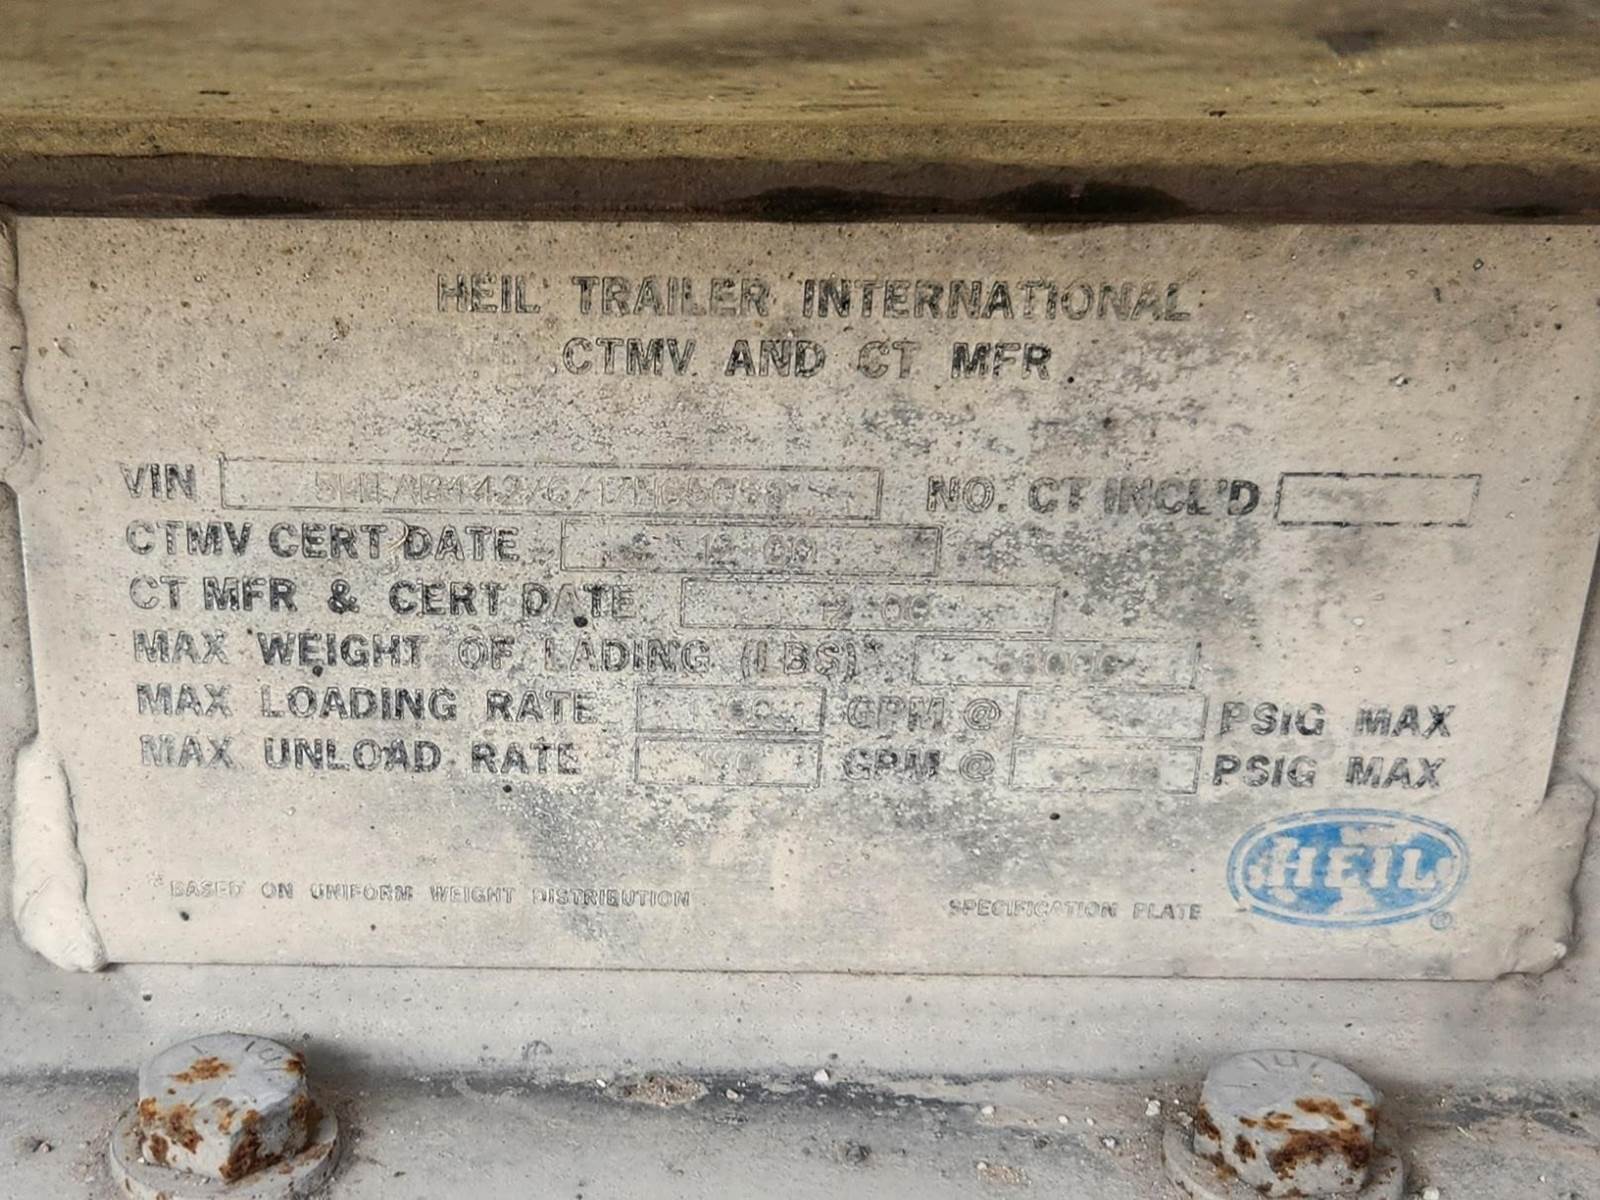 HEIL TRAILER INTERNATIONAL
CTMV AND CT MFR
VIN NO. CT INCL'D
CTMV CERT DATE
CT MFR & CERT DATE
MAX WEIGHT OF LADING (LBS)*
MAX LOADING RATE GPM @ PSIG MAX
MAX UNLOAD RATE GPM @ PSIG MAX
*BASED ON UNIFORM WEIGHT DISTRIBUTION
SPECIFICATION PLATE
HEIL ®